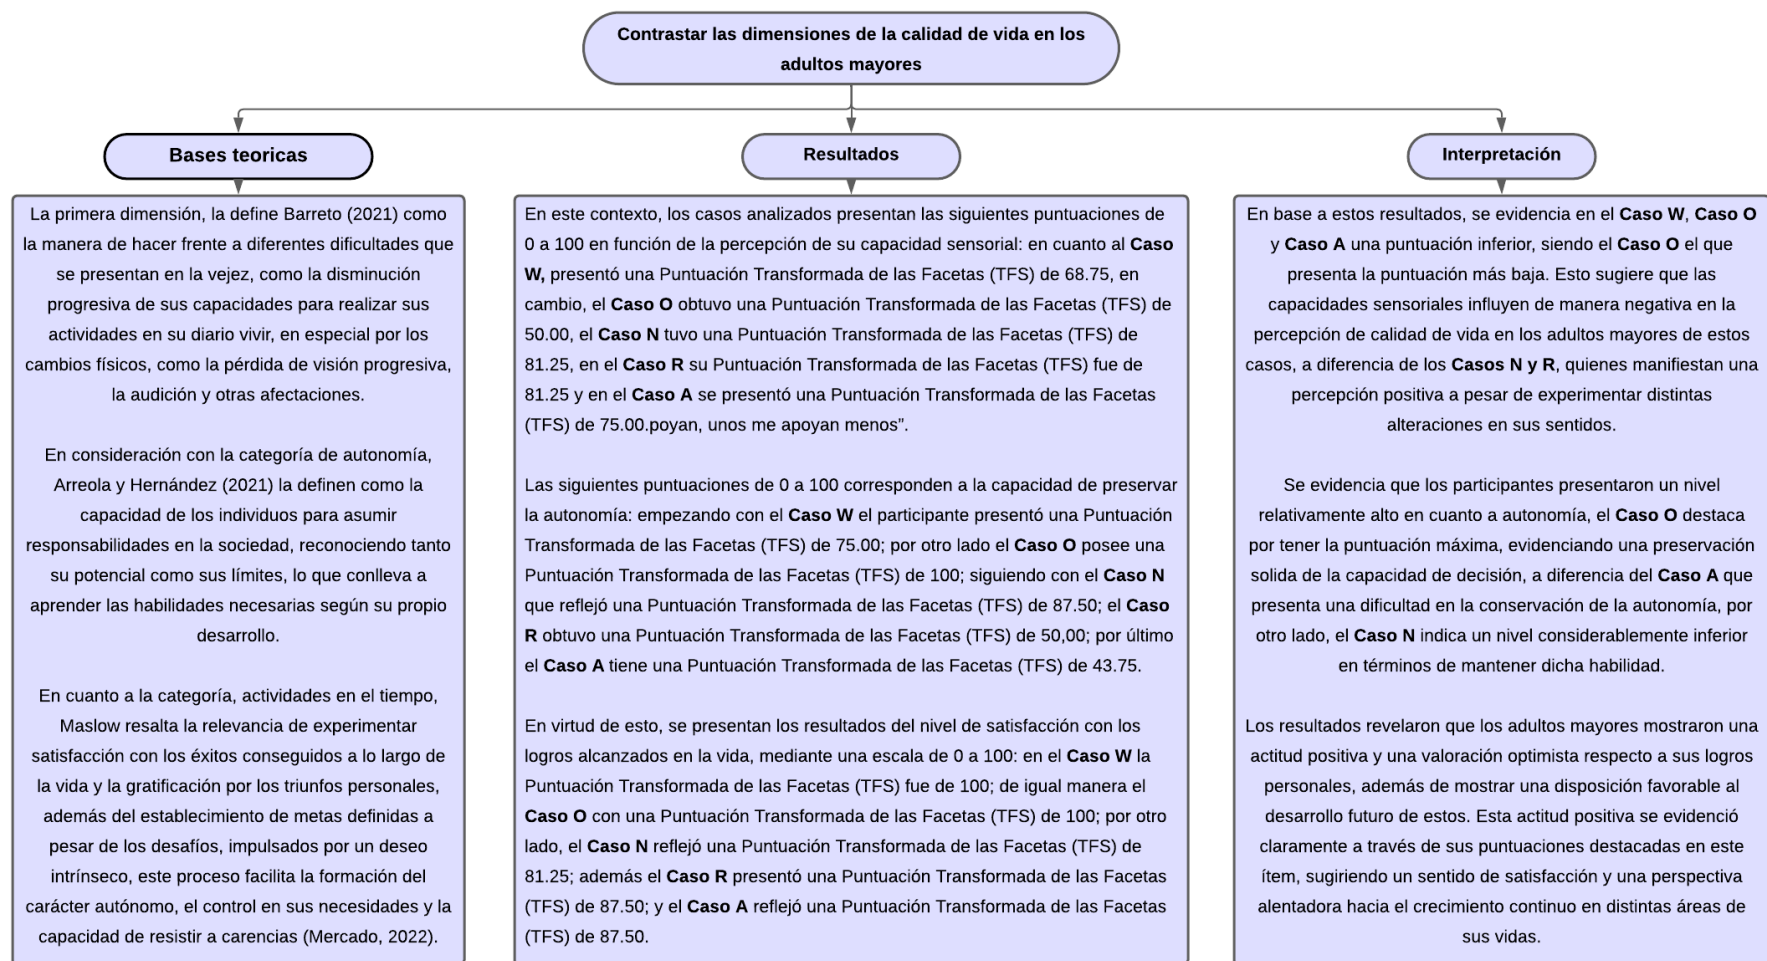 Contrastar las dimensiones de la calidad de vida en los
adultos mayores
Bases teoricas
La primera dimensión, la define Barreto (2021) como
la manera de hacer frente a diferentes dificultades que
se presentan en la vejez, como la disminución
progresiva de sus capacidades para realizar sus
actividades en su diario vivir, en especial por los
cambios físicos, como la pérdida de visión progresiva,
la audición y otras afectaciones.
En consideración con la categoría de autonomía,
Arreola y Hernández (2021) la definen como la
capacidad de los individuos para asumir
responsabilidades en la sociedad, reconociendo tanto
su potencial como sus límites, lo que conlleva a
aprender las habilidades necesarias según su propio
desarrollo.
En cuanto a la categoría, actividades en el tiempo,
Maslow resalta la relevancia de experimentar
satisfacción con los éxitos conseguidos a lo largo de
la vida y la gratificación por los triunfos personales,
además del establecimiento de metas definidas a
pesar de los desafíos, impulsados por un deseo
intrínseco, este proceso facilita la formación del
carácter autónomo, el control en sus necesidades y la
capacidad de resistir a carencias (Mercado, 2022).
Resultados
En este contexto, los casos analizados presentan las siguientes puntuaciones de
0 a 100 en función de la percepción de su capacidad sensorial: en cuanto al Caso
W, presentó una Puntuación Transformada de las Facetas (TFS) de 68.75, en
cambio, el Caso O obtuvo una Puntuación Transformada de las Facetas (TFS) de
50.00, el Caso N tuvo una Puntuación Transformada de las Facetas (TFS) de
81.25, en el Caso R su Puntuación Transformada de las Facetas (TFS) fue de
81.25 y en el Caso A se presentó una Puntuación Transformada de las Facetas
(TFS) de 75.00.poyan, unos me apoyan menos”.
Las siguientes puntuaciones de 0 a 100 corresponden a la capacidad de preservar
la autonomía: empezando con el Caso W el participante presentó una Puntuación
Transformada de las Facetas (TFS) de 75.00; por otro lado el Caso O posee una
Puntuación Transformada de las Facetas (TFS) de 100; siguiendo con el Caso N
que reflejó una Puntuación Transformada de las Facetas (TFS) de 87.50; el Caso
R obtuvo una Puntuación Transformada de las Facetas (TFS) de 50,00; por último
el Caso A tiene una Puntuación Transformada de las Facetas (TFS) de 43.75.
En virtud de esto, se presentan los resultados del nivel de satisfacción con los
logros alcanzados en la vida, mediante una escala de 0 a 100: en el Caso W la
Puntuación Transformada de las Facetas (TFS) fue de 100; de igual manera el
Caso O con una Puntuación Transformada de las Facetas (TFS) de 100; por otro
lado, el Caso N reflejó una Puntuación Transformada de las Facetas (TFS) de
81.25; además el Caso R presentó una Puntuación Transformada de las Facetas
(TFS) de 87.50; y el Caso A reflejó una Puntuación Transformada de las Facetas
(TFS) de 87.50.
Interpretación
En base a estos resultados, se evidencia en el Caso W, Caso O
y Caso A una puntuación inferior, siendo el Caso O el que
presenta la puntuación más baja. Esto sugiere que las
capacidades sensoriales influyen de manera negativa en la
percepción de calidad de vida en los adultos mayores de estos
casos, a diferencia de los Casos N y R, quienes manifiestan una
percepción positiva a pesar de experimentar distintas
alteraciones en sus sentidos.
Se evidencia que los participantes presentaron un nivel
relativamente alto en cuanto a autonomía, el Caso O destaca
por tener la puntuación máxima, evidenciando una preservación
solida de la capacidad de decisión, a diferencia del Caso A que
presenta una dificultad en la conservación de la autonomía, por
otro lado, el Caso N indica un nivel considerablemente inferior
en términos de mantener dicha habilidad.
Los resultados revelaron que los adultos mayores mostraron una
actitud positiva y una valoración optimista respecto a sus logros
personales, además de mostrar una disposición favorable al
desarrollo futuro de estos. Esta actitud positiva se evidenció
claramente a través de sus puntuaciones destacadas en este
ítem, sugiriendo un sentido de satisfacción y una perspectiva
alentadora hacia el crecimiento continuo en distintas áreas de
sus vidas.